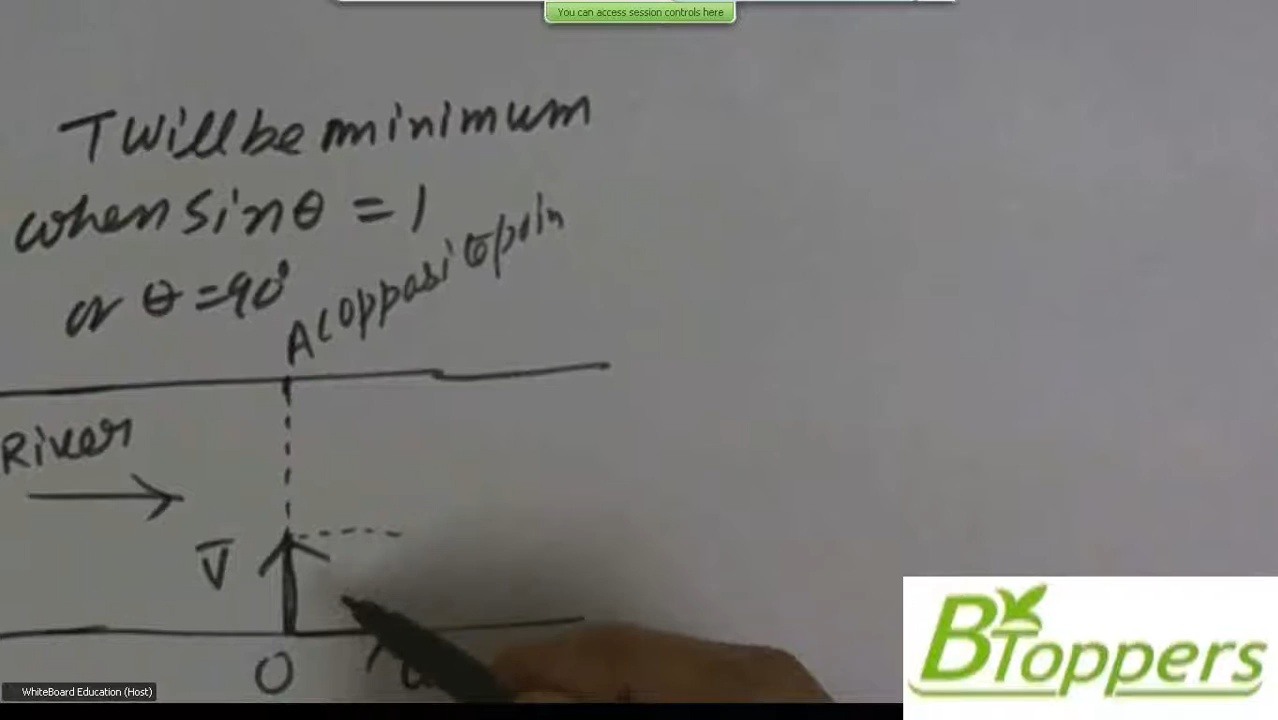 You can access session controls here
T will be minimum
when sin θ = 1
or θ = 90°
A (opposite poin
River
V̅
O
WhiteBoard Education (Host)
BToppers